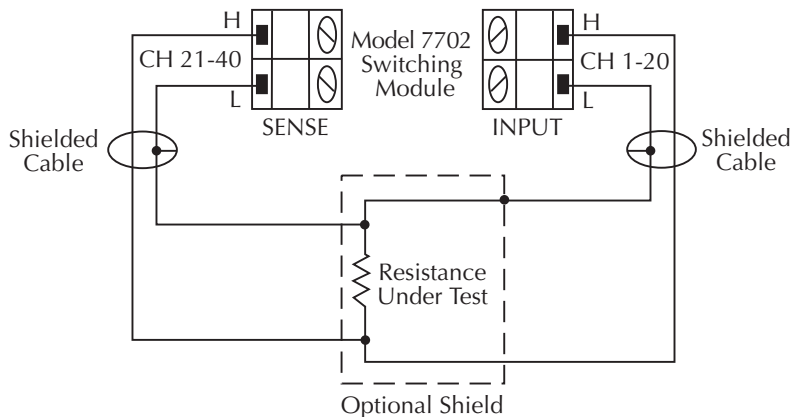 H
CH 21-40
L
SENSE
Model 7702
Switching
Module
H
CH 1-20
L
INPUT
Shielded
Cable
Shielded
Cable
Resistance
Under Test
Optional Shield